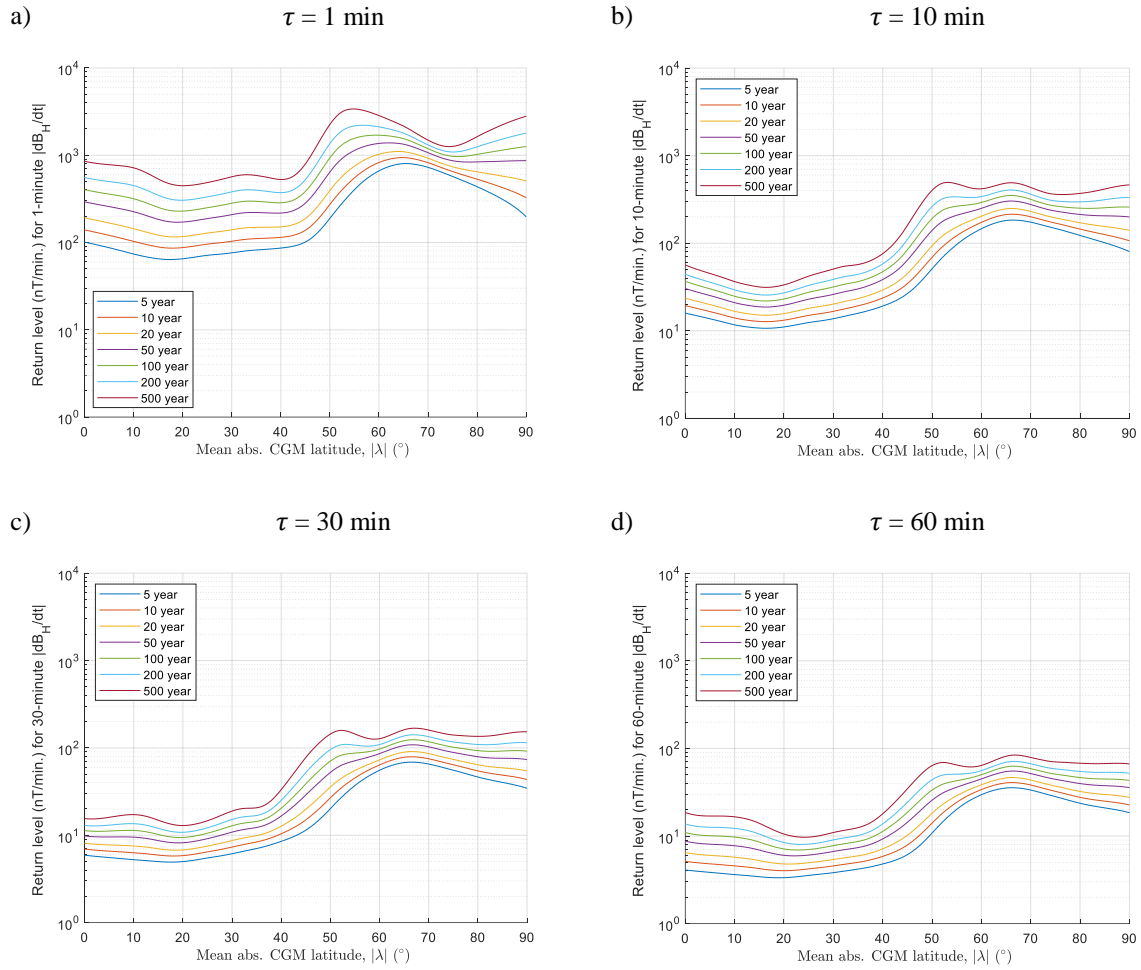 a)
τ = 1 min
Return level (nT/min.) for 1-minute |dB_H/dt|
10^4
10^3
10^2
10^1
10^0
5 year
10 year
20 year
50 year
100 year
200 year
500 year
0 10 20 30 40 50 60 70 80 90
Mean abs. CGM latitude, |λ| (°)
b)
τ = 10 min
Return level (nT/min.) for 10-minute |dB_H/dt|
10^4
10^3
10^2
10^1
10^0
5 year
10 year
20 year
50 year
100 year
200 year
500 year
0 10 20 30 40 50 60 70 80 90
Mean abs. CGM latitude, |λ| (°)
c)
τ = 30 min
Return level (nT/min.) for 30-minute |dB_H/dt|
10^4
10^3
10^2
10^1
10^0
5 year
10 year
20 year
50 year
100 year
200 year
500 year
0 10 20 30 40 50 60 70 80 90
Mean abs. CGM latitude, |λ| (°)
d)
τ = 60 min
Return level (nT/min.) for 60-minute |dB_H/dt|
10^4
10^3
10^2
10^1
10^0
5 year
10 year
20 year
50 year
100 year
200 year
500 year
0 10 20 30 40 50 60 70 80 90
Mean abs. CGM latitude, |λ| (°)